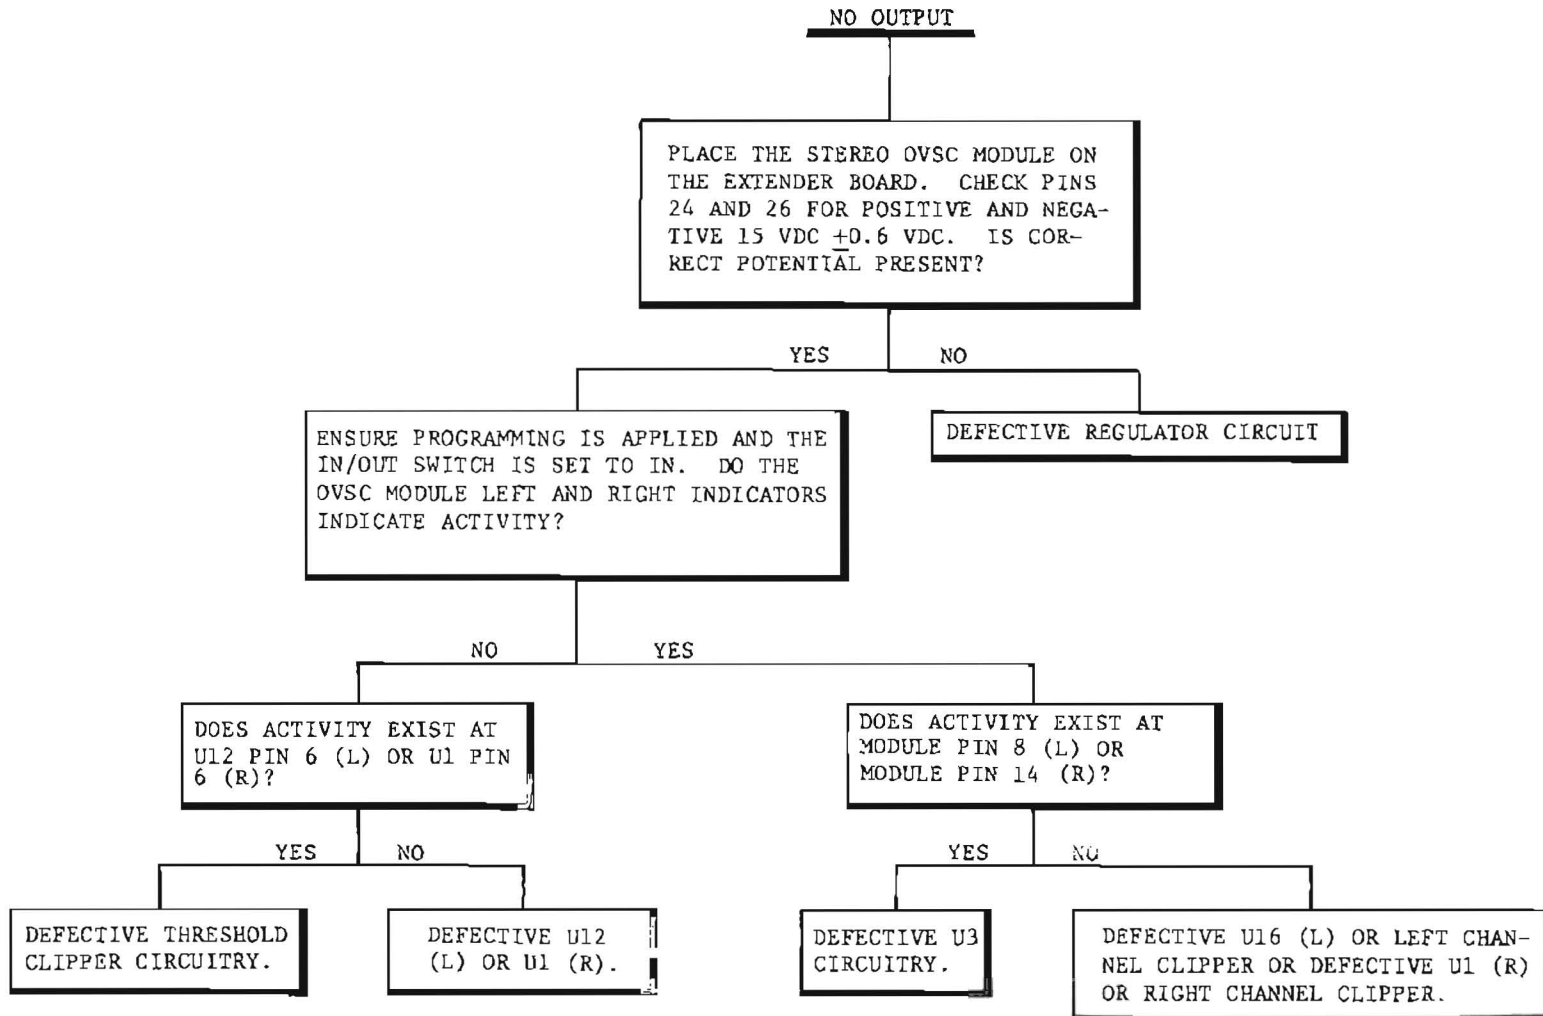 NO OUTPUT
PLACE THE STEREO OVSC MODULE ON
THE EXTENDER BOARD. CHECK PINS
24 AND 26 FOR POSITIVE AND NEGA-
TIVE 15 VDC ±0.6 VDC. IS COR-
RECT POTENTIAL PRESENT?
YES NO
ENSURE PROGRAMMING IS APPLIED AND THE
IN/OUT SWITCH IS SET TO IN. DO THE
OVSC MODULE LEFT AND RIGHT INDICATORS
INDICATE ACTIVITY?
DEFECTIVE REGULATOR CIRCUIT
NO YES
DOES ACTIVITY EXIST AT
U12 PIN 6 (L) OR U1 PIN
6 (R)?
DOES ACTIVITY EXIST AT
MODULE PIN 8 (L) OR
MODULE PIN 14 (R)?
YES NO
YES NO
DEFECTIVE THRESHOLD
CLIPPER CIRCUITRY.
DEFECTIVE U12
(L) OR U1 (R).
DEFECTIVE U3
CIRCUITRY.
DEFECTIVE U16 (L) OR LEFT CHAN-
NEL CLIPPER OR DEFECTIVE U1 (R)
OR RIGHT CHANNEL CLIPPER.